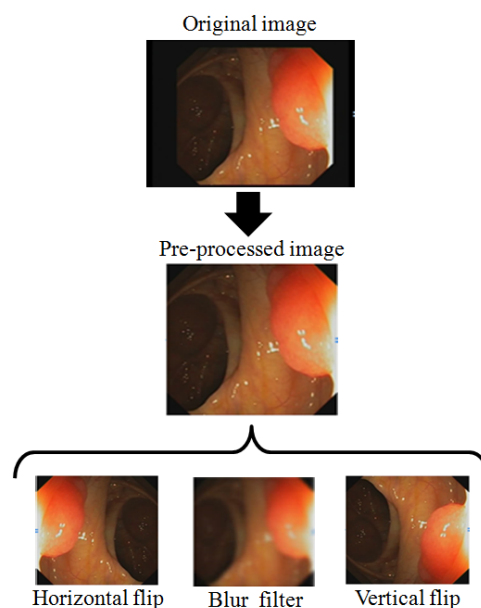 Original image
Pre-processed image
Horizontal flip
Blur filter
Vertical flip